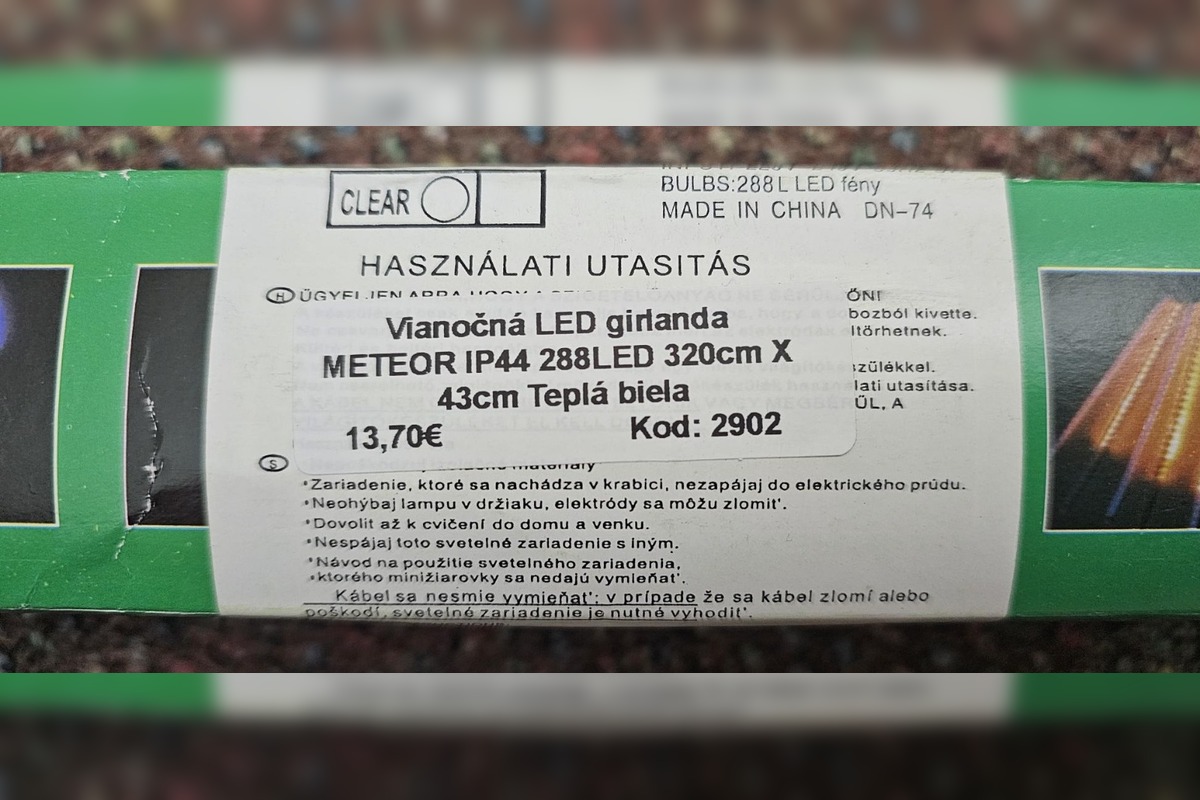 CLEAR
BULBS:288L LED fény
MADE IN CHINA DN-74
HASZNÁLATI UTASITÁS
H ÜGYELJEN ARRA HOGY A
ŐNI
bozból kivette.
ltörhetnek.
Vianočná LED girlanda
METEOR IP44 288LED 320cm X
43cm Teplá biela
13,70€ Kod: 2902
szülékkel.
lati utasítása.
ÜL, A
S
*Zariadenie, ktoré sa nachádza v krabici, nezapájaj do elektrického prúdu.
*Neohýbaj lampu v držiaku, elektródy sa môžu zlomit'.
*Dovolit až k cvičení do domu a venku.
*Nespájaj toto svetelné zariadenie s iným.
*Návod na použitie svetelného zariadenia,
*ktorého minižiarovky sa nedajú vymieňat'.
Kábel sa nesmie vymieňat'; v prípade že sa kábel zlomí alebo
poškodí, svetelné zariadenie je nutné vyhodit'.